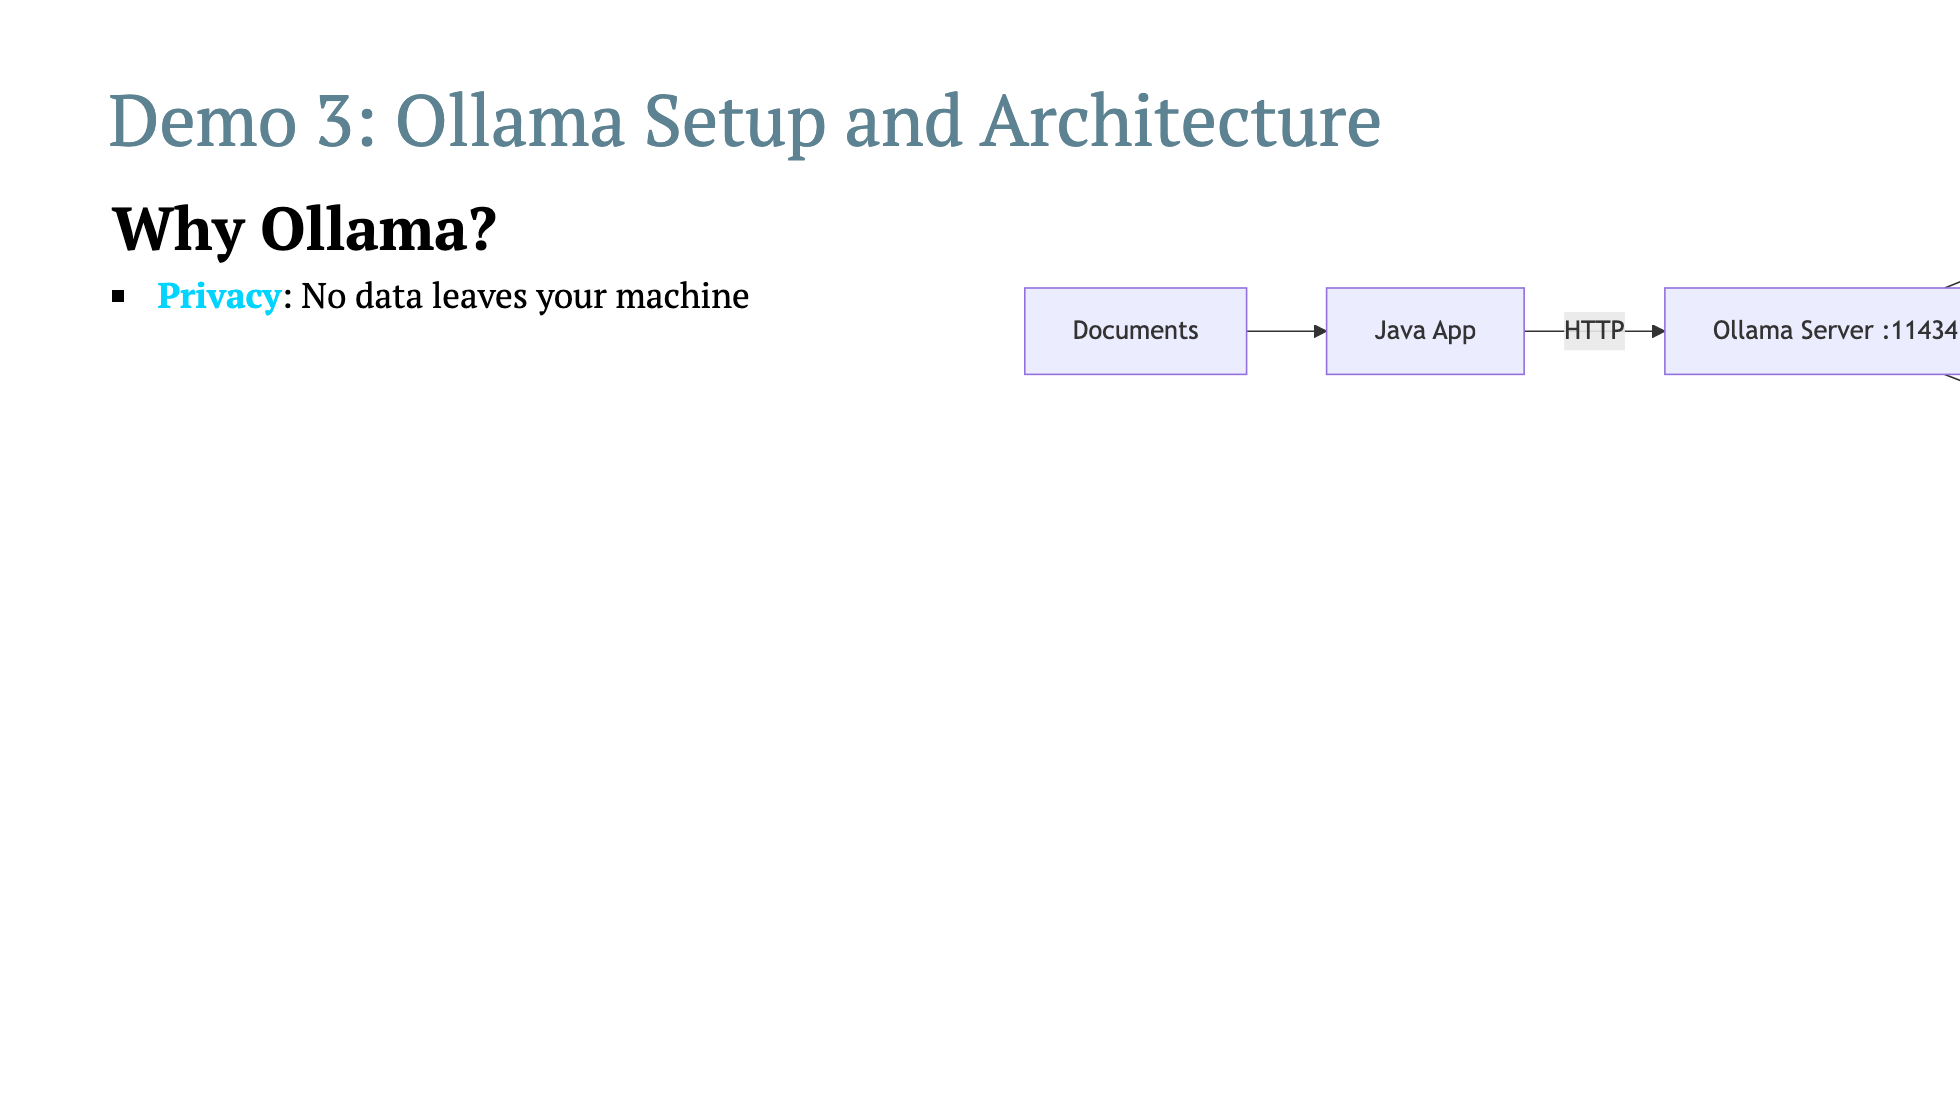 Demo 3: Ollama Setup and Architecture
Why Ollama?
▪ Privacy: No data leaves your machine
Documents
Java App
HTTP
Ollama Server :11434